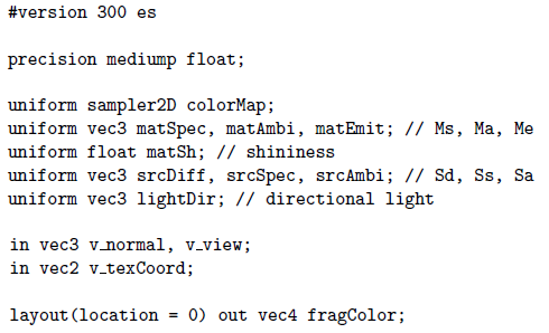 #version 300 es
precision mediump float;
uniform sampler2D colorMap;
uniform vec3 matSpec, matAmbi, matEmit; // Ms, Ma, Me
uniform float matSh; // shininess
uniform vec3 srcDiff, srcSpec, srcAmbi; // Sd, Ss, Sa
uniform vec3 lightDir; // directional light
in vec3 v_normal, v_view;
in vec2 v_texCoord;
layout(location = 0) out vec4 fragColor;